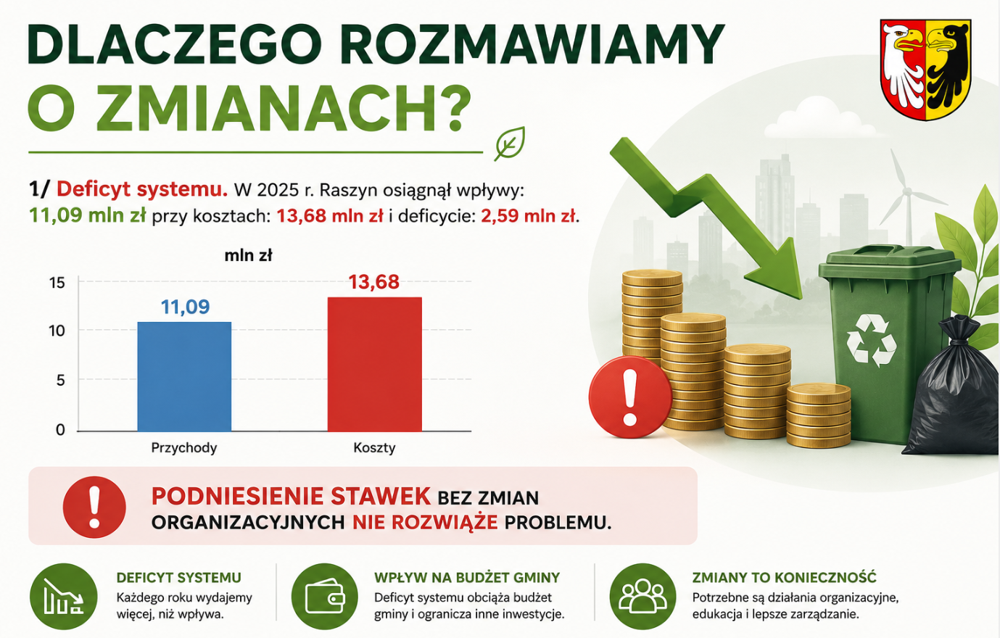 DLACZEGO ROZMAWIAMY
O ZMIANACH?
1/ Deficyt systemu. W 2025 r. Raszyn osiągnął wpływy:
11,09 mln zł przy kosztach: 13,68 mln zł i deficycie: 2,59 mln zł.
mln zł
15
10
5
0
11,09
13,68
Przychody
Koszty
PODNIESIENIE STAWEK BEZ ZMIAN
ORGANIZACYJNYCH NIE ROZWIĄŻE PROBLEMU.
DEFICYT SYSTEMU
Każdego roku wydajemy
więcej, niż wpływa.
WPŁYW NA BUDŻET GMINY
Deficyt systemu obciąża budżet
gminy i ogranicza inne inwestycje.
ZMIANY TO KONIECZNOŚĆ
Potrzebne są działania organizacyjne,
edukacja i lepsze zarządzanie.